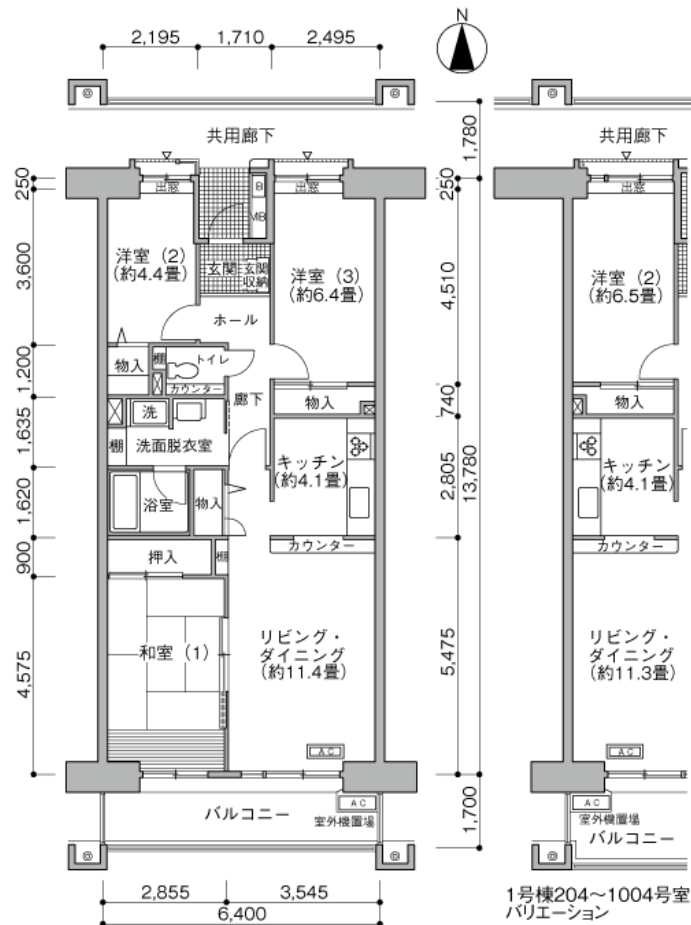 2,195
1,710
2,495
N
共用廊下
共用廊下
1,780
250
3,600
1,200
1,635
1,620
900
4,575
出窓
B
MB
出窓
洋室(2)
(約4.4畳)
玄関
玄関
収納
洋室(3)
(約6.4畳)
ホール
物入
棚
トイレ
カウンター
廊下
物入
洗
棚
洗面脱衣室
キッチン
(約4.1畳)
浴室
物入
カウンター
押入
棚
和室(1)
リビング・
ダイニング
(約11.4畳)
AC
バルコニー
AC
室外機置場
250
4,510
740
2,805
13,780
5,475
1,700
出窓
洋室(2)
(約6.5畳)
物入
キッチン
(約4.1畳)
カウンター
リビング・
ダイニング
(約11.3畳)
AC
AC
室外機置場
バルコニー
2,855
3,545
6,400
1号棟204~1004号室
バリエーション